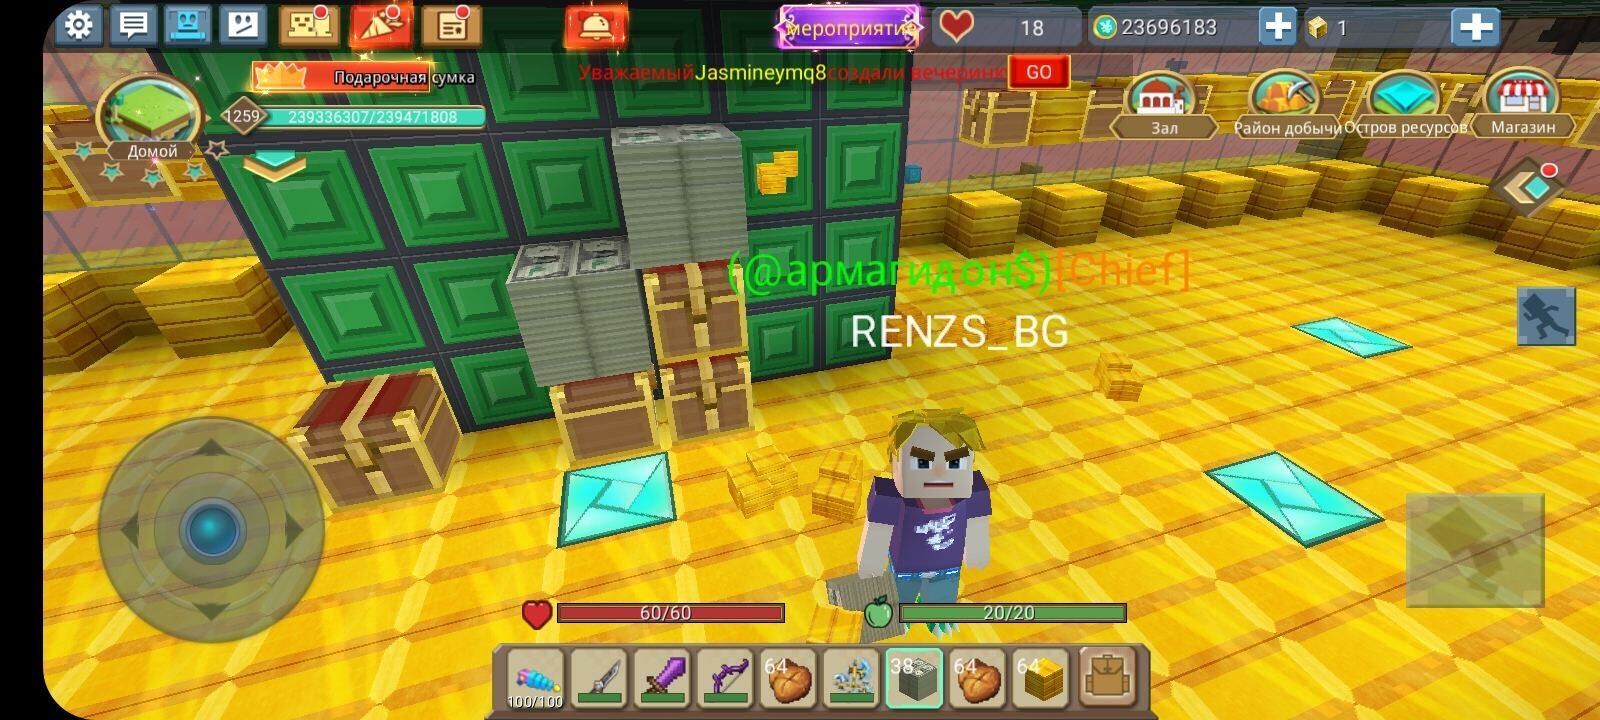 мероприятие
18
23696183
1
Подарочная сумка
Уважаемый Jasmineymq8 создали вечеринк
GO
1259
239336307/239471808
Домой
Зал
Район добычи
Остров ресурсов
Магазин
(@армагидон$)[Chief]
RENZS_BG
60/60
20/20
100/100
64
38
64
64